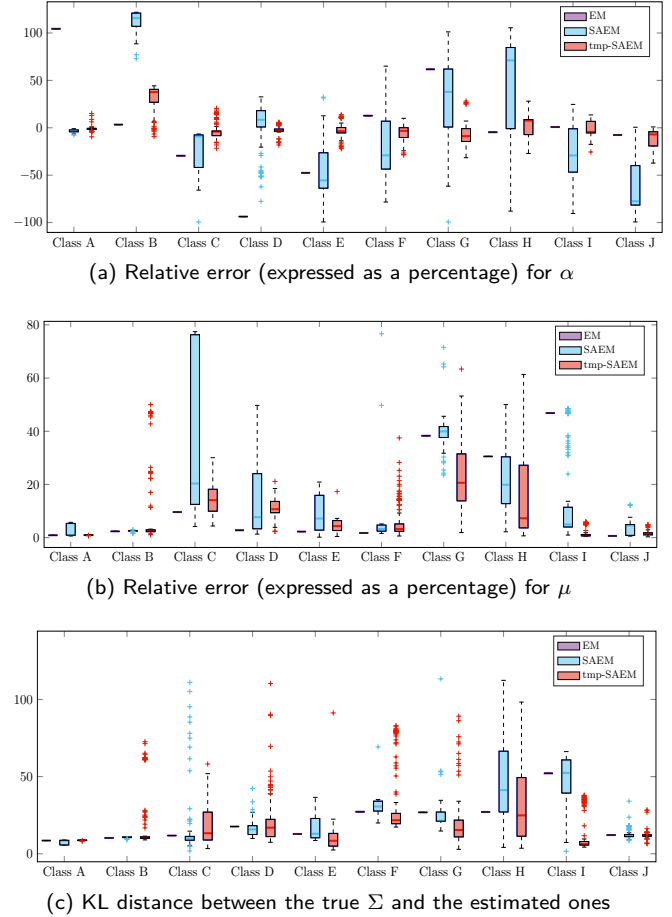 100
50
0
−50
−100
EM
SAEM
tmp-SAEM
Class A Class B Class C Class D Class E Class F Class G Class H Class I Class J
(a) Relative error (expressed as a percentage) for α
80
60
40
20
0
EM
SAEM
tmp-SAEM
Class A Class B Class C Class D Class E Class F Class G Class H Class I Class J
(b) Relative error (expressed as a percentage) for μ
100
50
0
EM
SAEM
tmp-SAEM
Class A Class B Class C Class D Class E Class F Class G Class H Class I Class J
(c) KL distance between the true Σ and the estimated ones